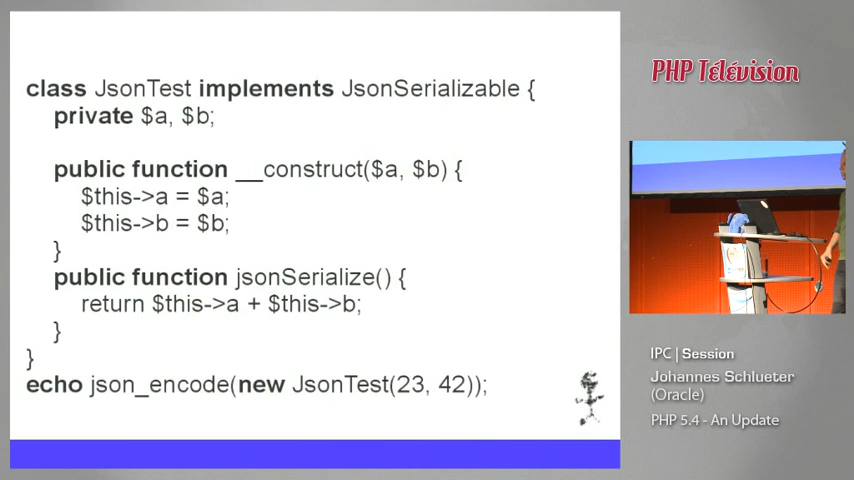 class JsonTest implements JsonSerializable {
private $a, $b;
public function __construct($a, $b) {
$this->a = $a;
$this->b = $b;
}
public function jsonSerialize() {
return $this->a + $this->b;
}
}
echo json_encode(new JsonTest(23, 42));
PHP Télévision
IPC | Session
Johannes Schlueter
(Oracle)
PHP 5.4 - An Update